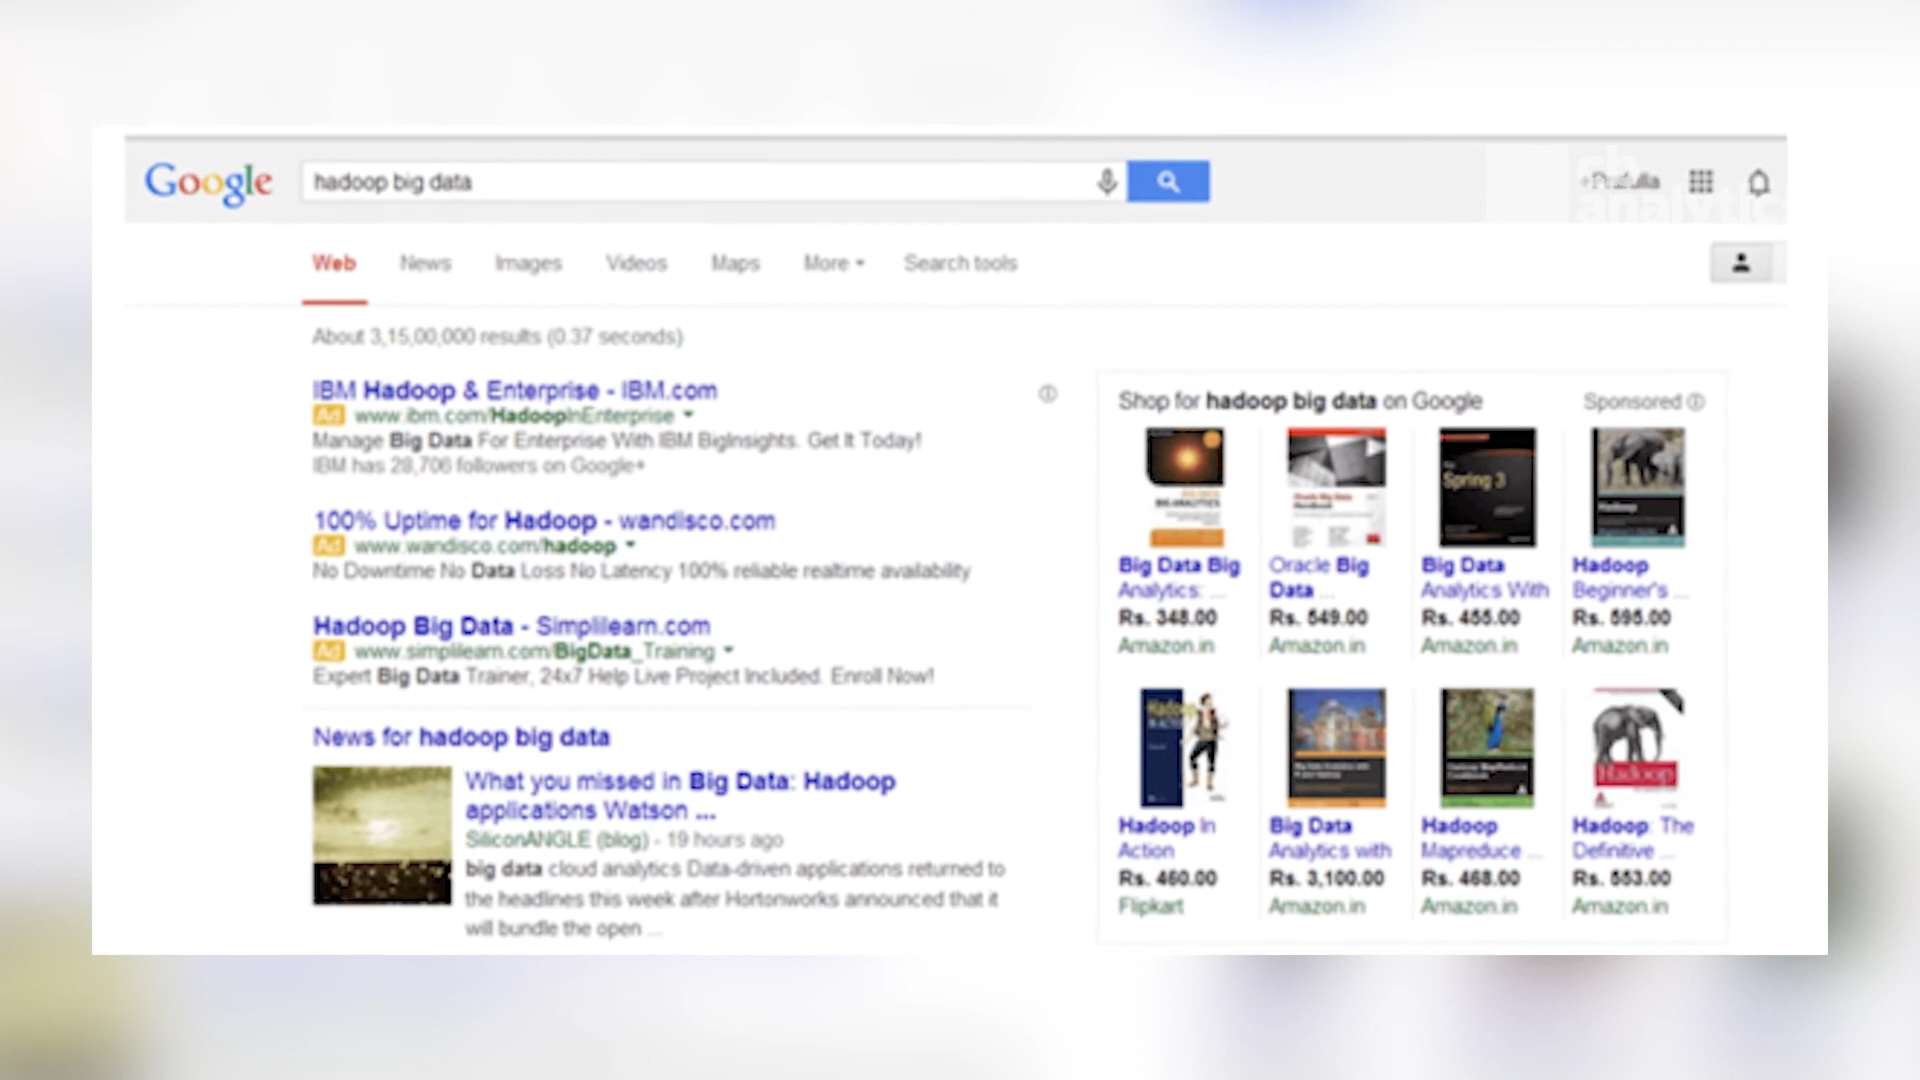 Google
hadoop big data
+Prafulla
Web News Images Videos Maps More Search tools
About 3,15,00,000 results (0.37 seconds)
IBM Hadoop & Enterprise - IBM.com
Ad www.ibm.com/HadoopInEnterprise
Manage Big Data For Enterprise With IBM BigInsights. Get It Today!
IBM has 28,706 followers on Google+
100% Uptime for Hadoop - wandisco.com
Ad www.wandisco.com/hadoop
No Downtime No Data Loss No Latency 100% reliable realtime availability
Hadoop Big Data - Simplilearn.com
Ad www.simplilearn.com/BigData_Training
Expert Big Data Trainer, 24x7 Help Live Project Included. Enroll Now!
News for hadoop big data
What you missed in Big Data: Hadoop
applications Watson ...
SiliconANGLE (blog) - 19 hours ago
big data cloud analytics Data-driven applications returned to
the headlines this week after Hortonworks announced that it
will bundle the open ...
Shop for hadoop big data on Google Sponsored
Spring 3
Big Data Big
Analytics: ...
Rs. 348.00
Amazon.in
Oracle Big
Data ...
Rs. 549.00
Amazon.in
Big Data
Analytics With
Rs. 455.00
Amazon.in
Hadoop
Beginner's ...
Rs. 595.00
Amazon.in
Hadoop
Hadoop In
Action
Rs. 460.00
Flipkart
Big Data
Analytics with
Rs. 3,100.00
Amazon.in
Hadoop
Mapreduce ...
Rs. 468.00
Amazon.in
Hadoop: The
Definitive ...
Rs. 553.00
Amazon.in